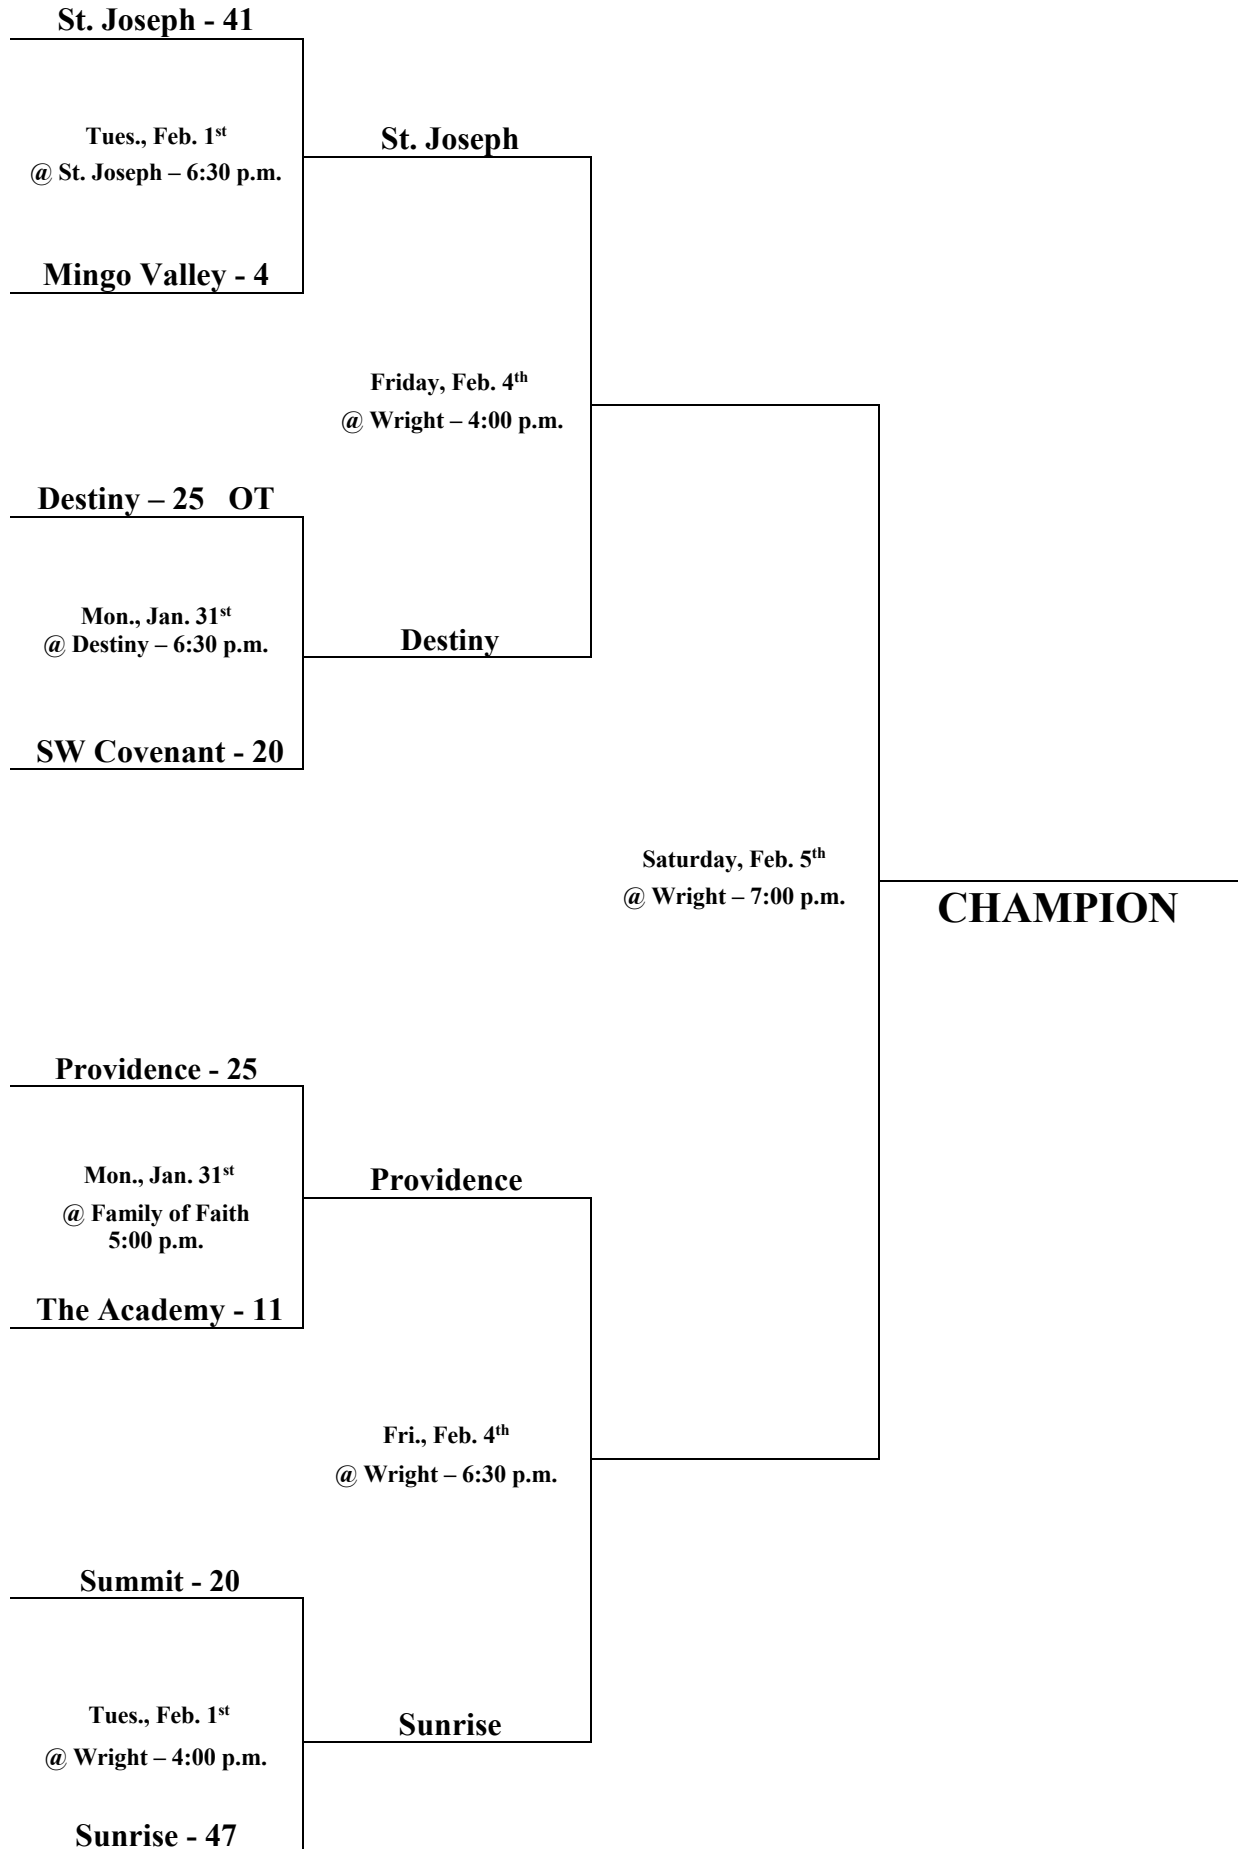 St. Joseph - 41
Tues., Feb. 1st
@ St. Joseph – 6:30 p.m.
St. Joseph
Mingo Valley - 4
Friday, Feb. 4th
@ Wright – 4:00 p.m.
Destiny – 25 OT
Mon., Jan. 31st
@ Destiny – 6:30 p.m.
Destiny
SW Covenant - 20
Saturday, Feb. 5th
@ Wright – 7:00 p.m.
CHAMPION
Providence - 25
Mon., Jan. 31st
@ Family of Faith
5:00 p.m.
Providence
The Academy - 11
Fri., Feb. 4th
@ Wright – 6:30 p.m.
Summit - 20
Tues., Feb. 1st
@ Wright – 4:00 p.m.
Sunrise
Sunrise - 47